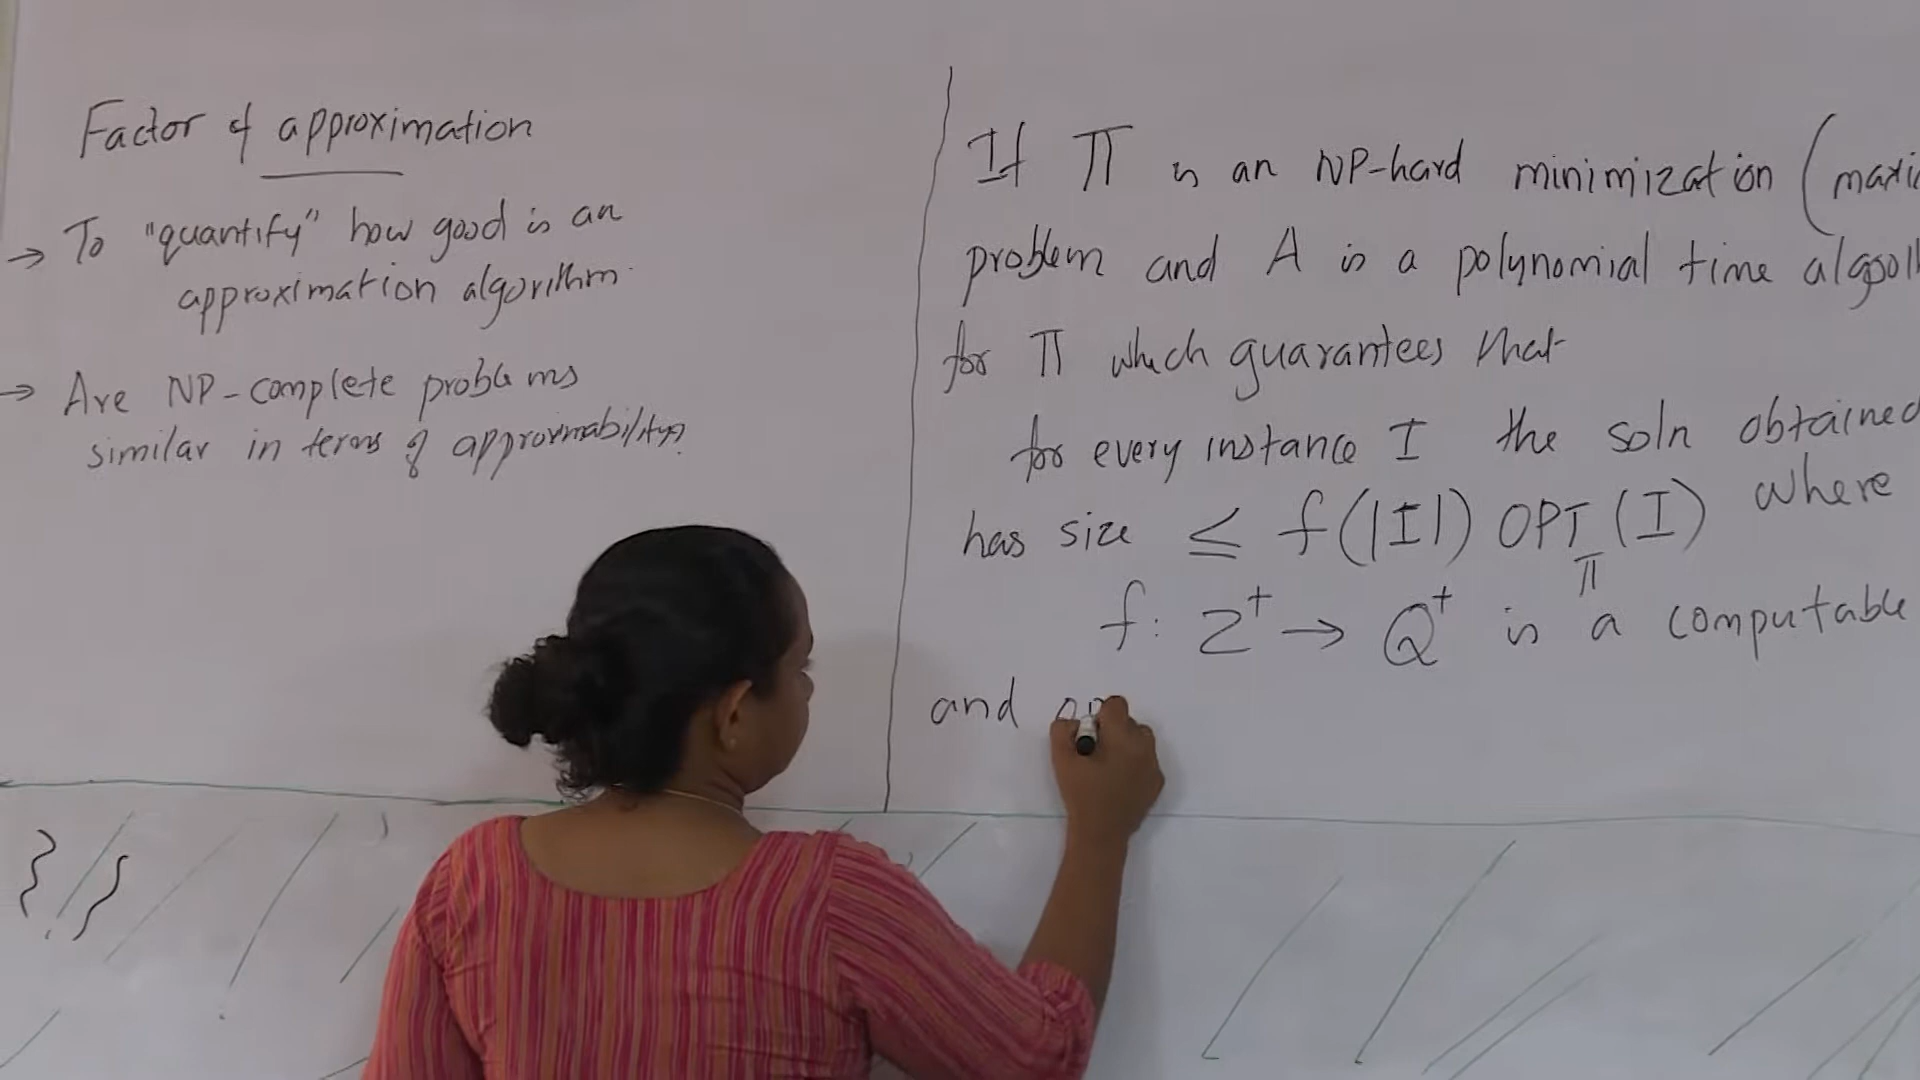 Factor of approximation
→ To "quantify" how good is an
approximation algorithm.
→ Are NP-complete problems
similar in terms of approximability?
If Π is an NP-hard minimization (maxi
problem and A is a polynomial time
for Π which guarantees that
for every instance I the soln obtained
has size ≤ f(|I|) OPT_Π(I) where
f: Z⁺ → Q⁺ is a computable
and